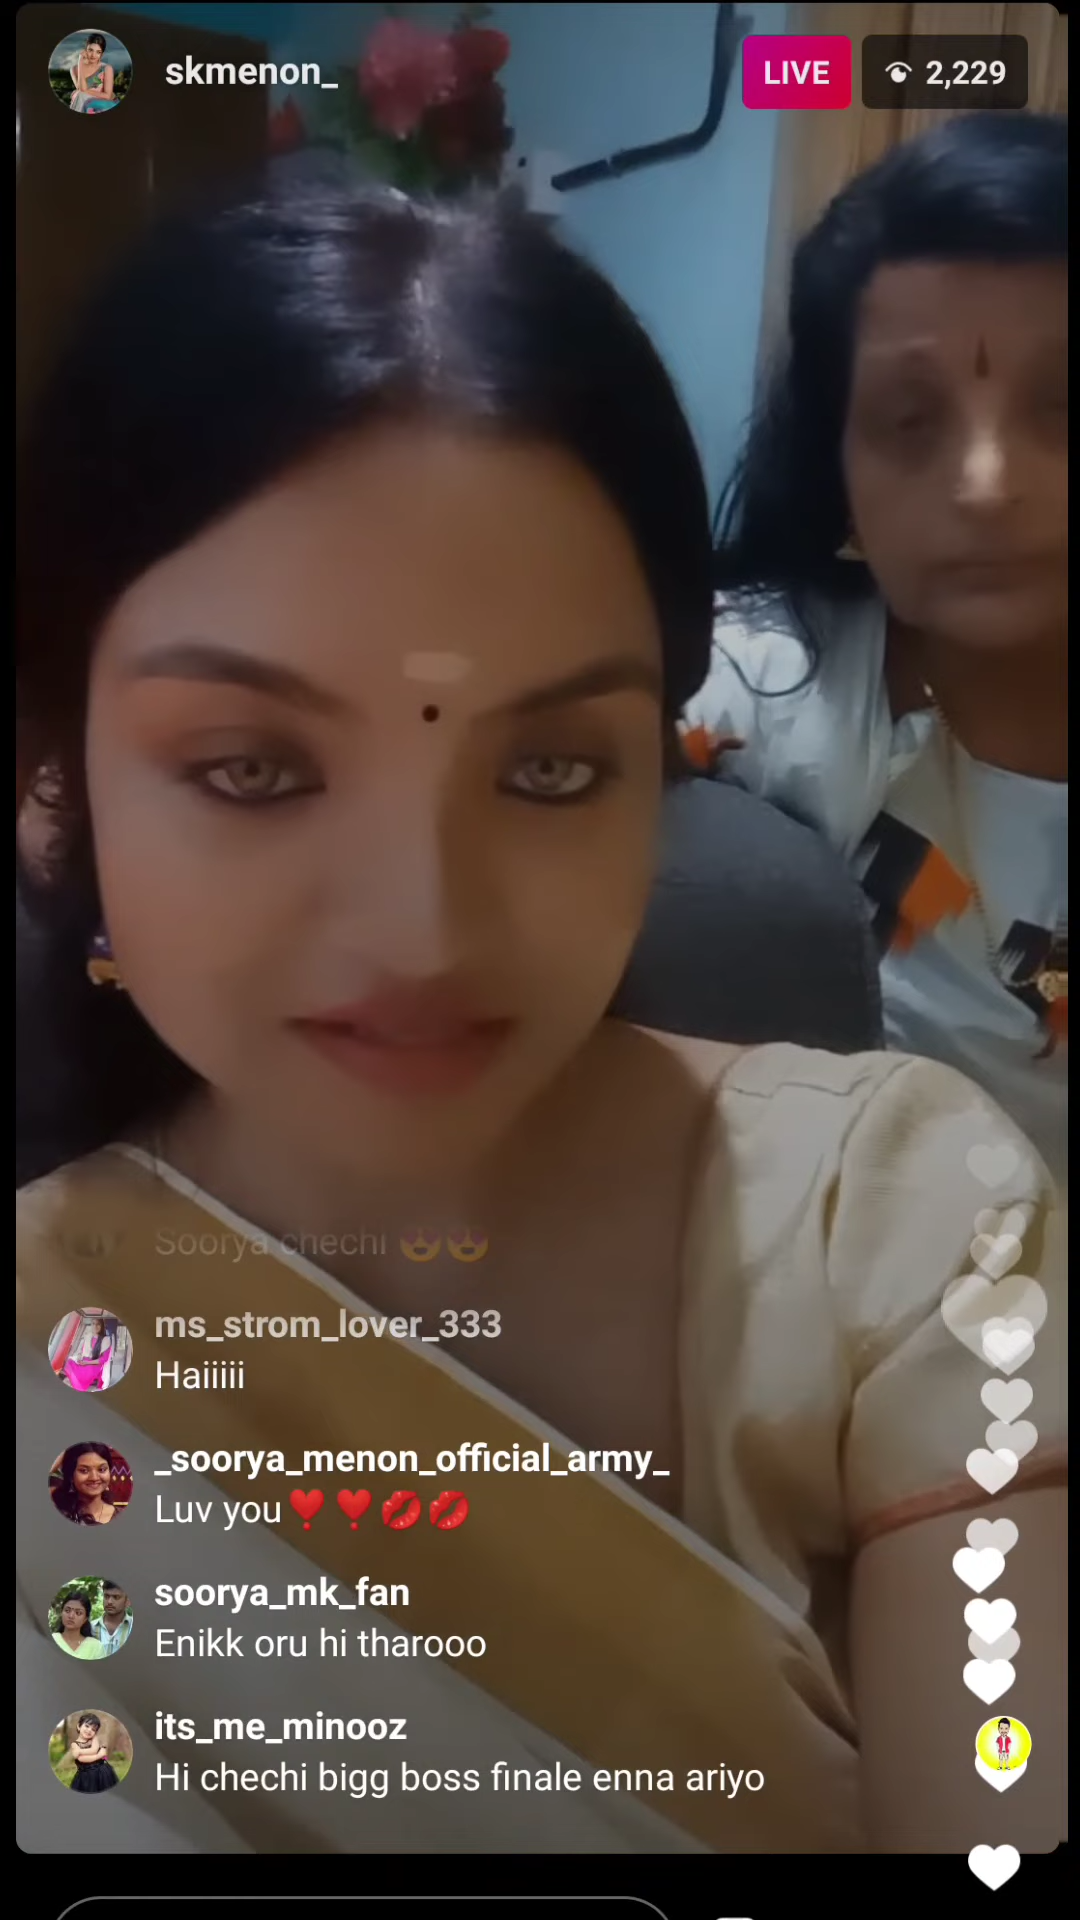 skmenon_
LIVE
2,229
Soorya chechi 😍😍
ms_strom_lover_333
Haiiiii
_soorya_menon_official_army_
Luv you❣️❣️💋💋
soorya_mk_fan
Enikk oru hi tharooo
its_me_minooz
Hi chechi bigg boss finale enna ariyo